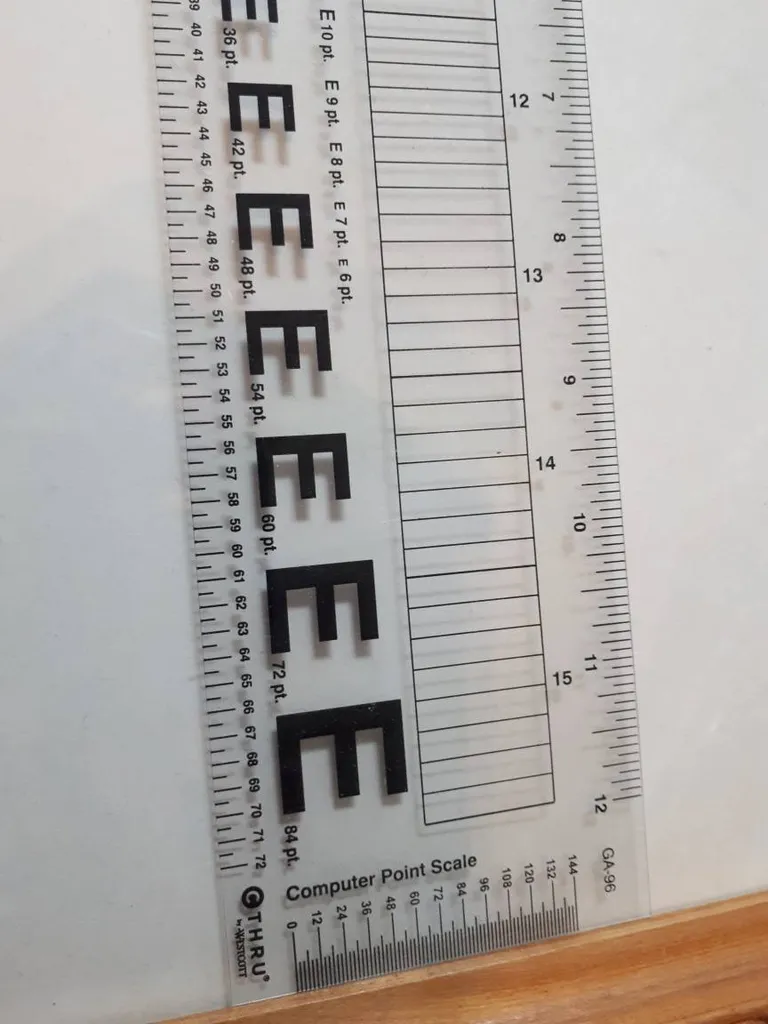 39
40
41
42
43
44
45
46
47
48
49
50
51
52
53
54
55
56
57
58
59
60
61
62
63
64
65
66
67
68
69
70
71
72
E
36 pt.
E
42 pt.
E
48 pt.
E
54 pt.
E
60 pt.
E
72 pt.
E
84 pt.
E 10 pt.
E 9 pt.
E 8 pt.
E 7 pt.
E 6 pt.
12
13
14
15
7
8
9
10
11
12
GA-96
Computer Point Scale
0 12 24 36 48 60 72 84 96 108 120 132 144
C THRU®
by WESTCOTT